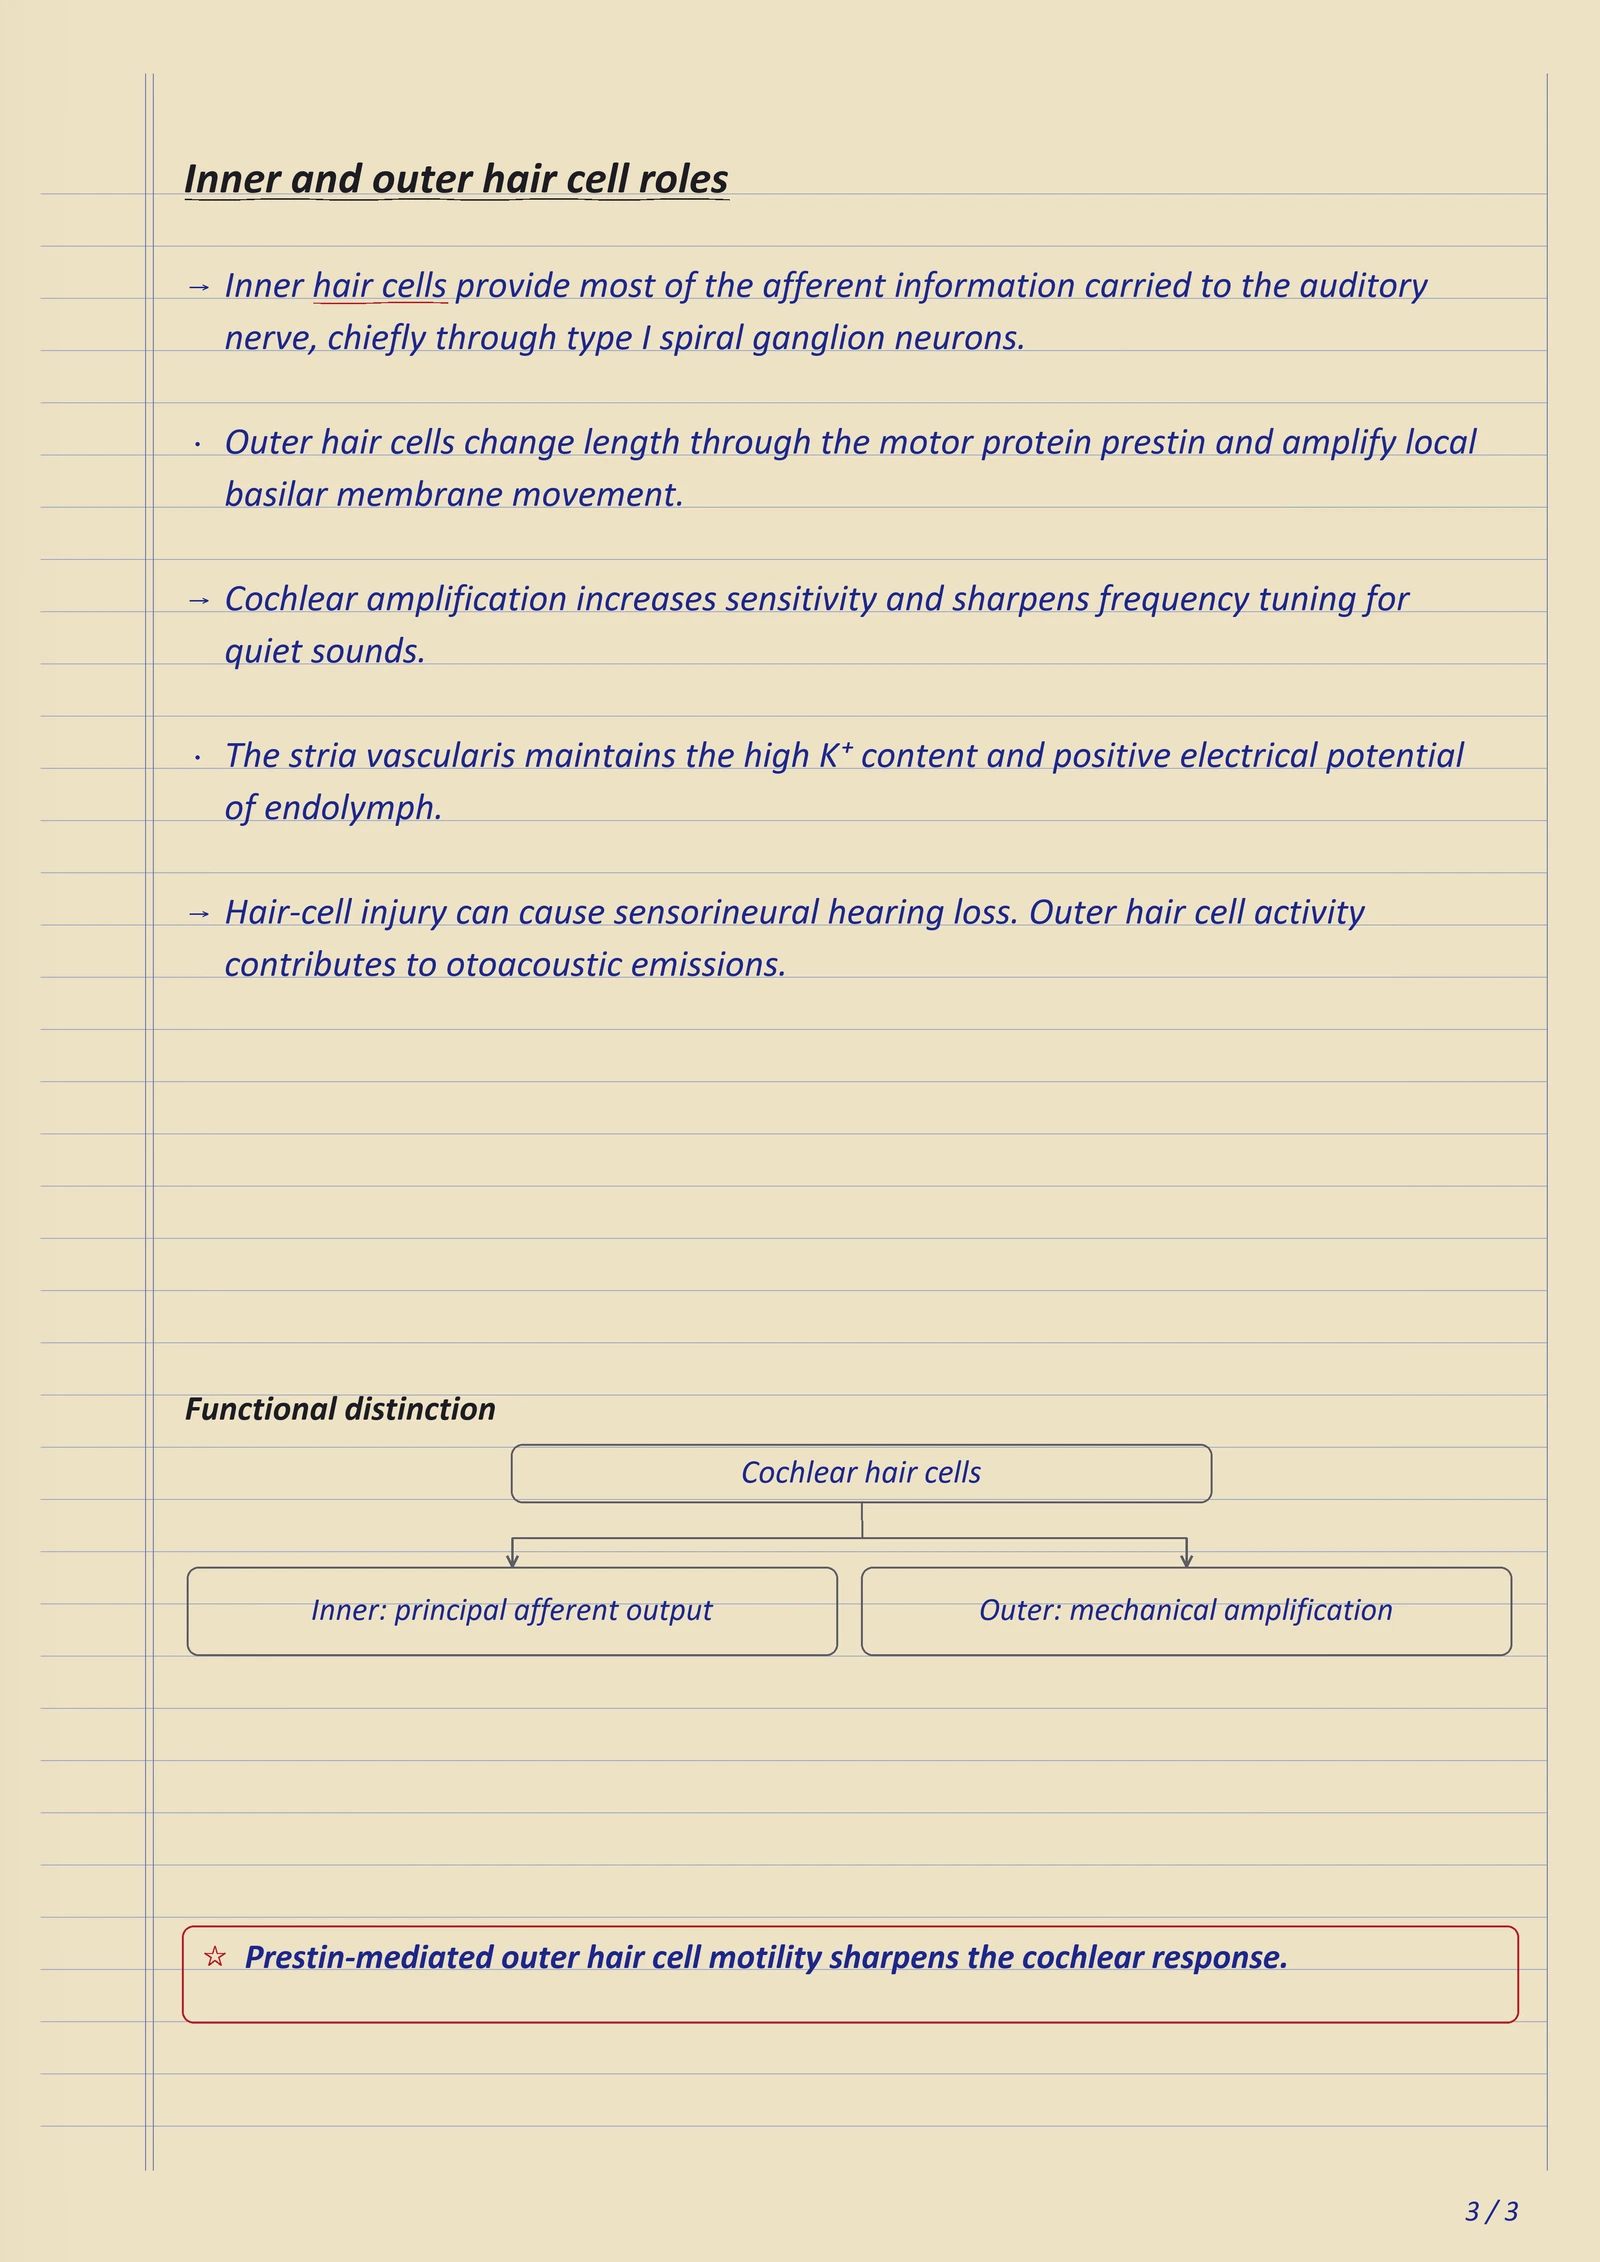 Inner and outer hair cell roles
→ Inner hair cells provide most of the afferent information carried to the auditory
nerve, chiefly through type I spiral ganglion neurons.
· Outer hair cells change length through the motor protein prestin and amplify local
basilar membrane movement.
→ Cochlear amplification increases sensitivity and sharpens frequency tuning for
quiet sounds.
· The stria vascularis maintains the high K⁺ content and positive electrical potential
of endolymph.
→ Hair-cell injury can cause sensorineural hearing loss. Outer hair cell activity
contributes to otoacoustic emissions.
Functional distinction
Cochlear hair cells
Inner: principal afferent output
Outer: mechanical amplification
☆ Prestin-mediated outer hair cell motility sharpens the cochlear response.
3 / 3